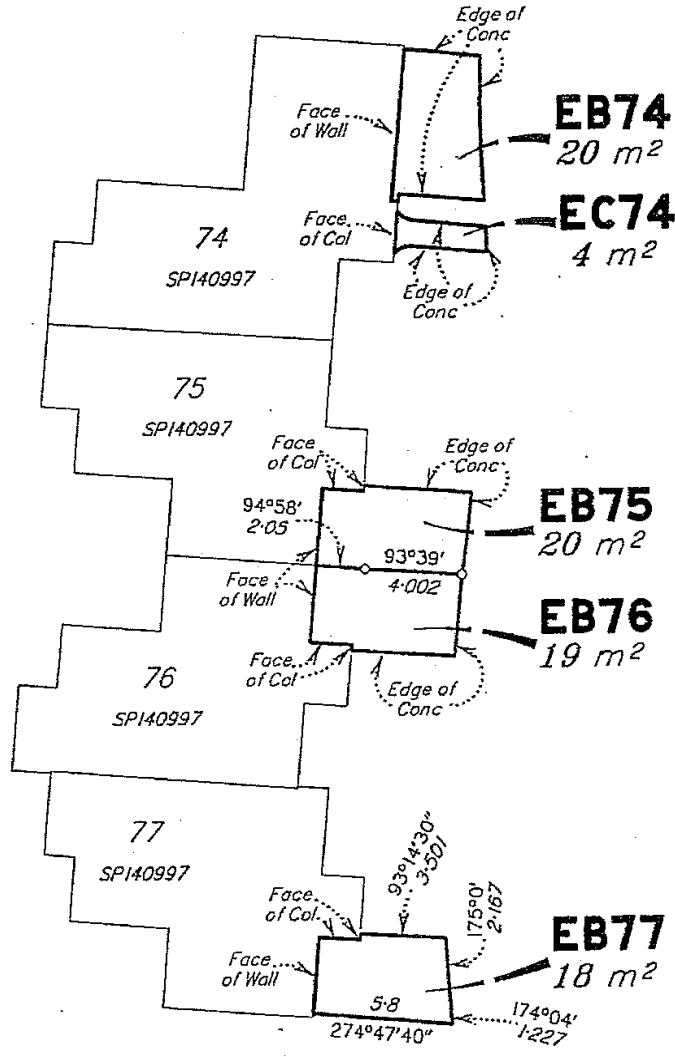 Edge of
Conc
Face
of Wall
EB74
20 m²
74
SP140997
Face
of Col
EC74
4 m²
Edge of
Conc
75
SP140997
Face
of Col
Edge of
Conc
94°58'
2·05
EB75
20 m²
93°39'
4·002
Face
of Wall
EB76
19 m²
76
SP140997
Face
of Col
Edge of
Conc
77
SP140997
93°14'30"
3·501
175°0'
2·167
Face
of Col
EB77
18 m²
Face
of Wall
5·8
274°47'40"
174°04'
1·227